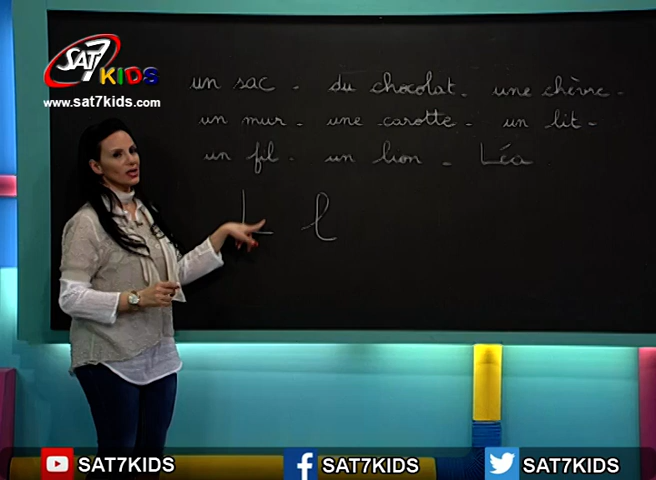 SAT7
KIDS
www.sat7kids.com
un sac - du chocolat - une chèvre -
un mur - une carotte - un lit -
un fil - un lion - Léa
L l
SAT7KIDS SAT7KIDS SAT7KIDS